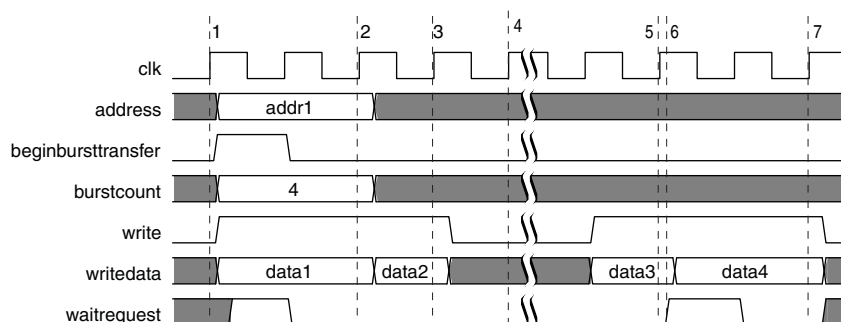 1 2 3 4 5 6 7
clk
address addr1
beginbursttransfer
burstcount 4
write
writedata data1 data2 data3 data4
waitrequest